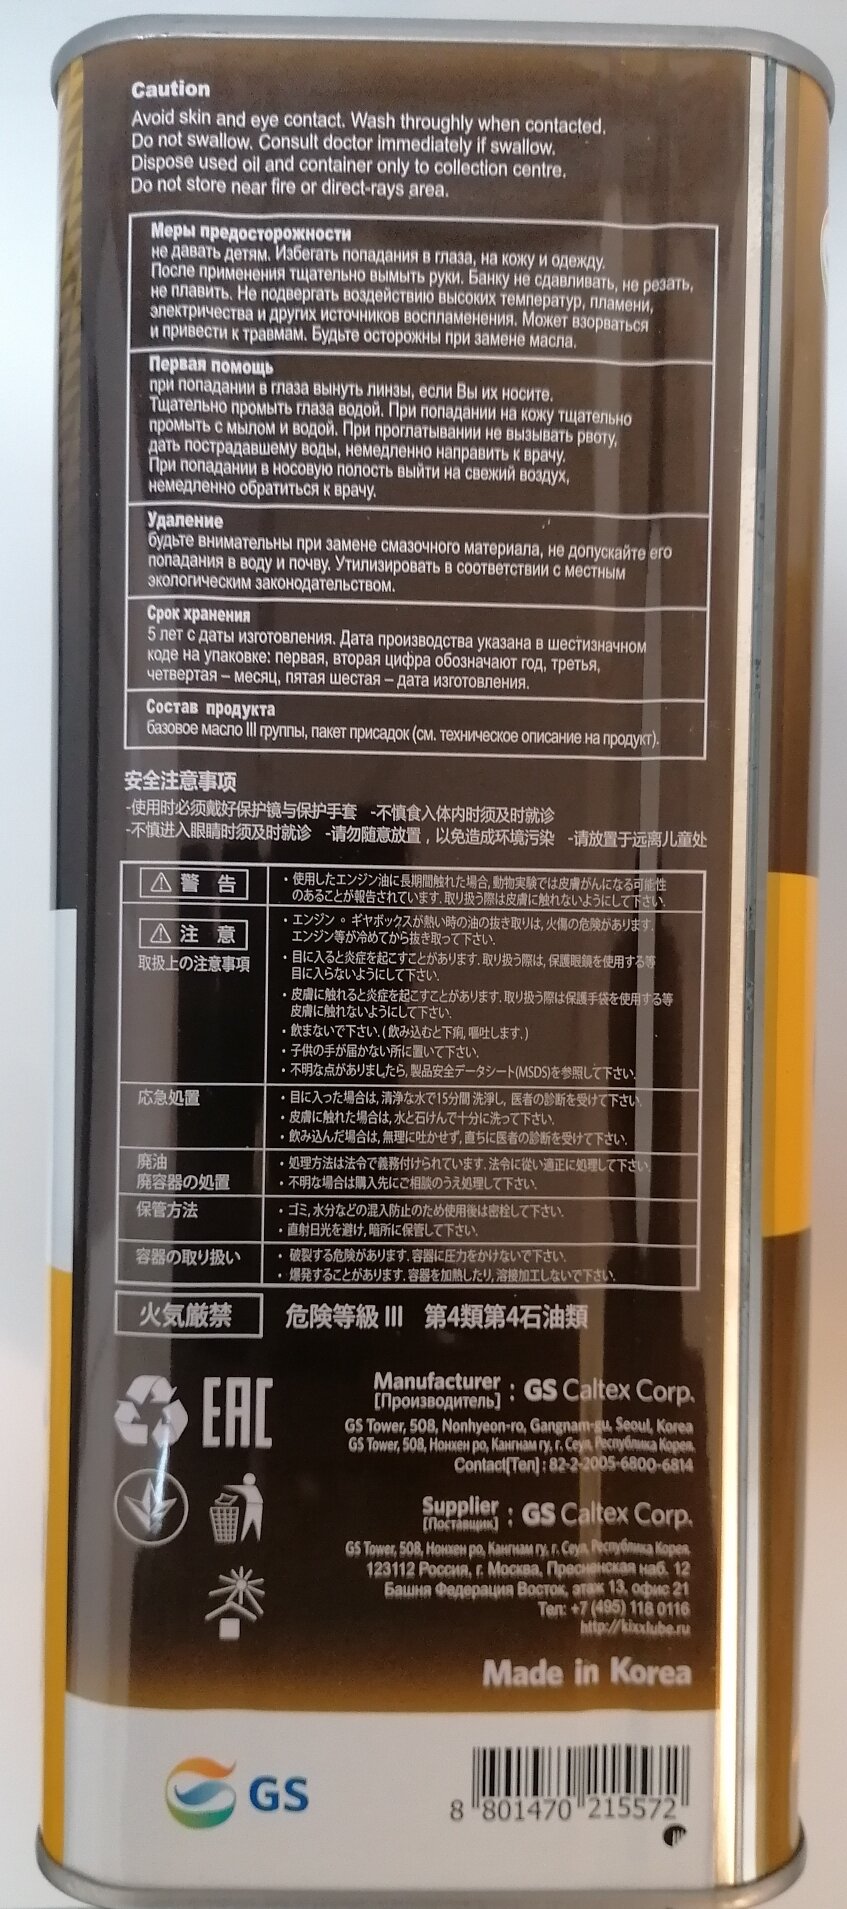 Caution
Avoid skin and eye contact. Wash throughly when contacted.
Do not swallow. Consult doctor immediately if swallow.
Dispose used oil and container only to collection centre.
Do not store near fire or direct-rays area.
Меры предосторожности
не давать детям. Избегать попадания в глаза, на кожу и одежду.
После применения тщательно вымыть руки. Банку не сдавливать, не резать,
не плавить. Не подвергать воздействию высоких температур, пламени,
электричества и других источников воспламенения. Может взорваться
и привести к травмам. Будьте осторожны при замене масла.
Первая помощь
при попадании в глаза вынуть линзы, если Вы их носите.
Тщательно промыть глаза водой. При попадании на кожу тщательно
промыть с мылом и водой. При проглатывании не вызывать рвоту,
дать пострадавшему воды, немедленно направить к врачу.
При попадании в носовую полость выйти на свежий воздух,
немедленно обратиться к врачу.
Удаление
будьте внимательны при замене смазочного материала, не допускайте его
попадания в воду и почву. Утилизировать в соответствии с местным
экологическим законодательством.
Срок хранения
5 лет с даты изготовления. Дата производства указана в шестизначном
коде на упаковке: первая, вторая цифра обозначают год, третья,
четвертая – месяц, пятая шестая – дата изготовления.
Состав продукта
базовое масло III группы, пакет присадок (см. техническое описание на продукт).
安全注意事项
-使用时必须戴好保护镜与保护手套 -不慎食入体内时须及时就诊
-不慎进入眼睛时须及时就诊 -请勿随意放置，以免造成环境污染 -请放置于远离儿童处
⚠ 警 告
・使用したエンジン油に長期間触れた場合, 動物実験では皮膚がんになる可能性
のあることが報告されています. 取り扱う際は皮膚に触れないようにして下さい.
⚠ 注 意
取扱上の注意事項
・エンジン 。ギヤボックスが熱い時の油の抜き取りは, 火傷の危険があります.
エンジン等が冷めてから抜き取って下さい.
・目に入ると炎症を起こすことがあります. 取り扱う際は, 保護眼鏡を使用する等
目に入らないようにして下さい.
・皮膚に触れると炎症を起こすことがあります. 取り扱う際は保護手袋を使用する等
皮膚に触れないようにして下さい.
・飲まないで下さい. ( 飲み込むと下痢, 嘔吐します. )
・子供の手が届かない所に置いて下さい.
・不明な点がありましたら, 製品安全データシート(MSDS)を参照して下さい.
応急処置
・目に入った場合は, 清浄な水で15分間 洗浄し, 医者の診断を受けて下さい.
・皮膚に触れた場合は, 水と石けんで十分に洗って下さい.
・飲み込んだ場合は, 無理に吐かせず, 直ちに医者の診断を受けて下さい.
廃油
廃容器の処置
・処理方法は法令で義務付けられています. 法令に従い適正に処理して下さい.
・不明な場合は購入先にご相談のうえ処理して下さい.
保管方法
・ゴミ, 水分などの混入防止のため使用後は密栓して下さい.
・直射日光を避け, 暗所に保管して下さい.
容器の取り扱い
・破裂する危険があります. 容器に圧力をかけないで下さい.
・爆発することがあります. 容器を加熱したり, 溶接加工しないで下さい.
火気厳禁 危険等級 III 第4類第4石油類
EAC
Manufacturer : GS Caltex Corp.
[Производитель]
GS Tower, 508, Nonhyeon-ro, Gangnam-gu, Seoul, Korea
GS Tower, 508, Нонхен ро, Кангнам гу, г. Сеул, Республика Корея.
Contact[Тел] : 82-2-2005-6800-6814
Supplier : GS Caltex Corp.
[Поставщик]
GS Tower, 508, Нонхен ро, Кангнам гу, г. Сеул, Республика Корея.
123112 Россия, г. Москва, Пресненская наб. 12
Башня Федерация Восток, этаж 13, офис 21
Тел: +7 (495) 118 0116
http://kixxlube.ru
Made in Korea
GS
8 801470 215572